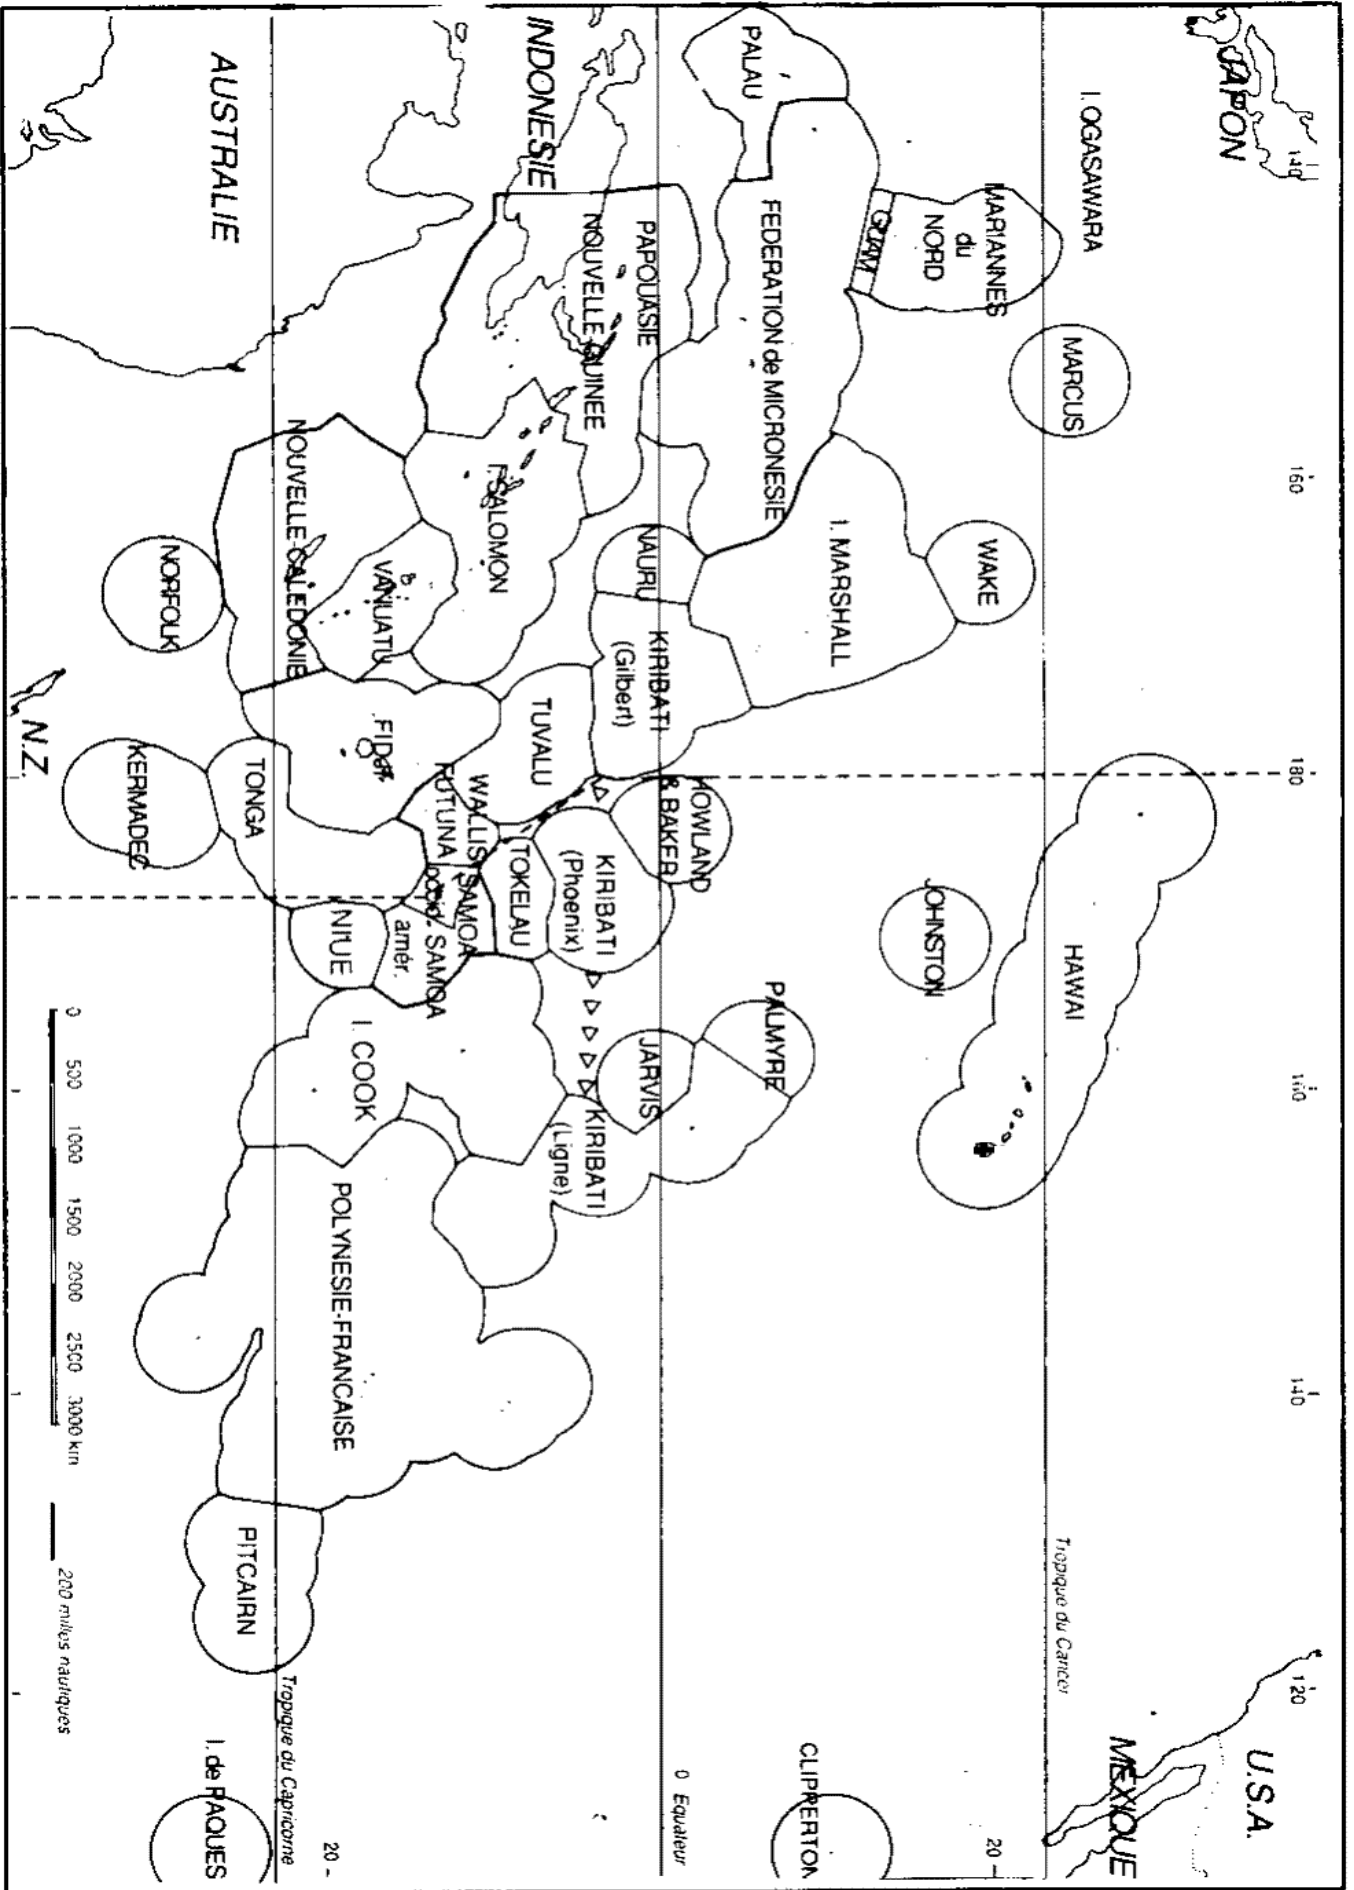 JAPON
140
160
180
160
140
120
U.S.A.
MEXIQUE
I. OGASAWARA
MARCUS
HAWAI
Tropique du Cancer
20
MARIANNES
du
NORD
GUAM
WAKE
JOHNSTON
PALAU
FEDERATION de MICRONESIE
I. MARSHALL
PALMYRE
CLIPPERTON
PAPOUASIE
NOUVELLE GUINEE
NAURU
KIRIBATI
(Gilbert)
HOWLAND
& BAKER
KIRIBATI
(Phoenix)
JARVIS
KIRIBATI
(Ligne)
0 Equateur
INDONESIE
I. SALOMON
TUVALU
TOKELAU
WALLIS
FUTUNA
SAMOA
occid.
SAMOA
amér.
VANUATU
FIDJI
NIUE
I. COOK
POLYNESIE-FRANCAISE
20
AUSTRALIE
NOUVELLE-CALEDONIE
TONGA
PITCAIRN
Tropique du Capricorne
I. de PAQUES
NORFOLK
KERMADEC
N.Z.
0 500 1000 1500 2000 2500 3000 km
200 milles nautiques